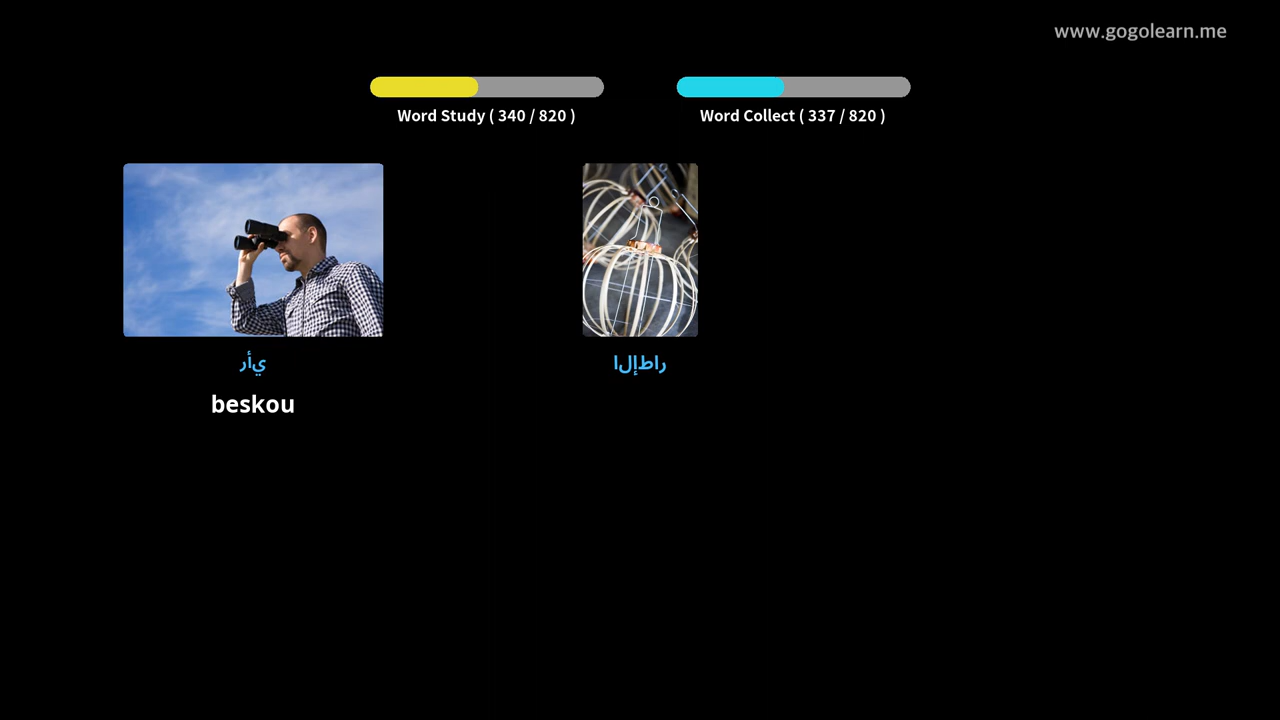 www.gogolearn.me
Word Study ( 340 / 820 )
Word Collect ( 337 / 820 )
يأر
راطإلا
beskou